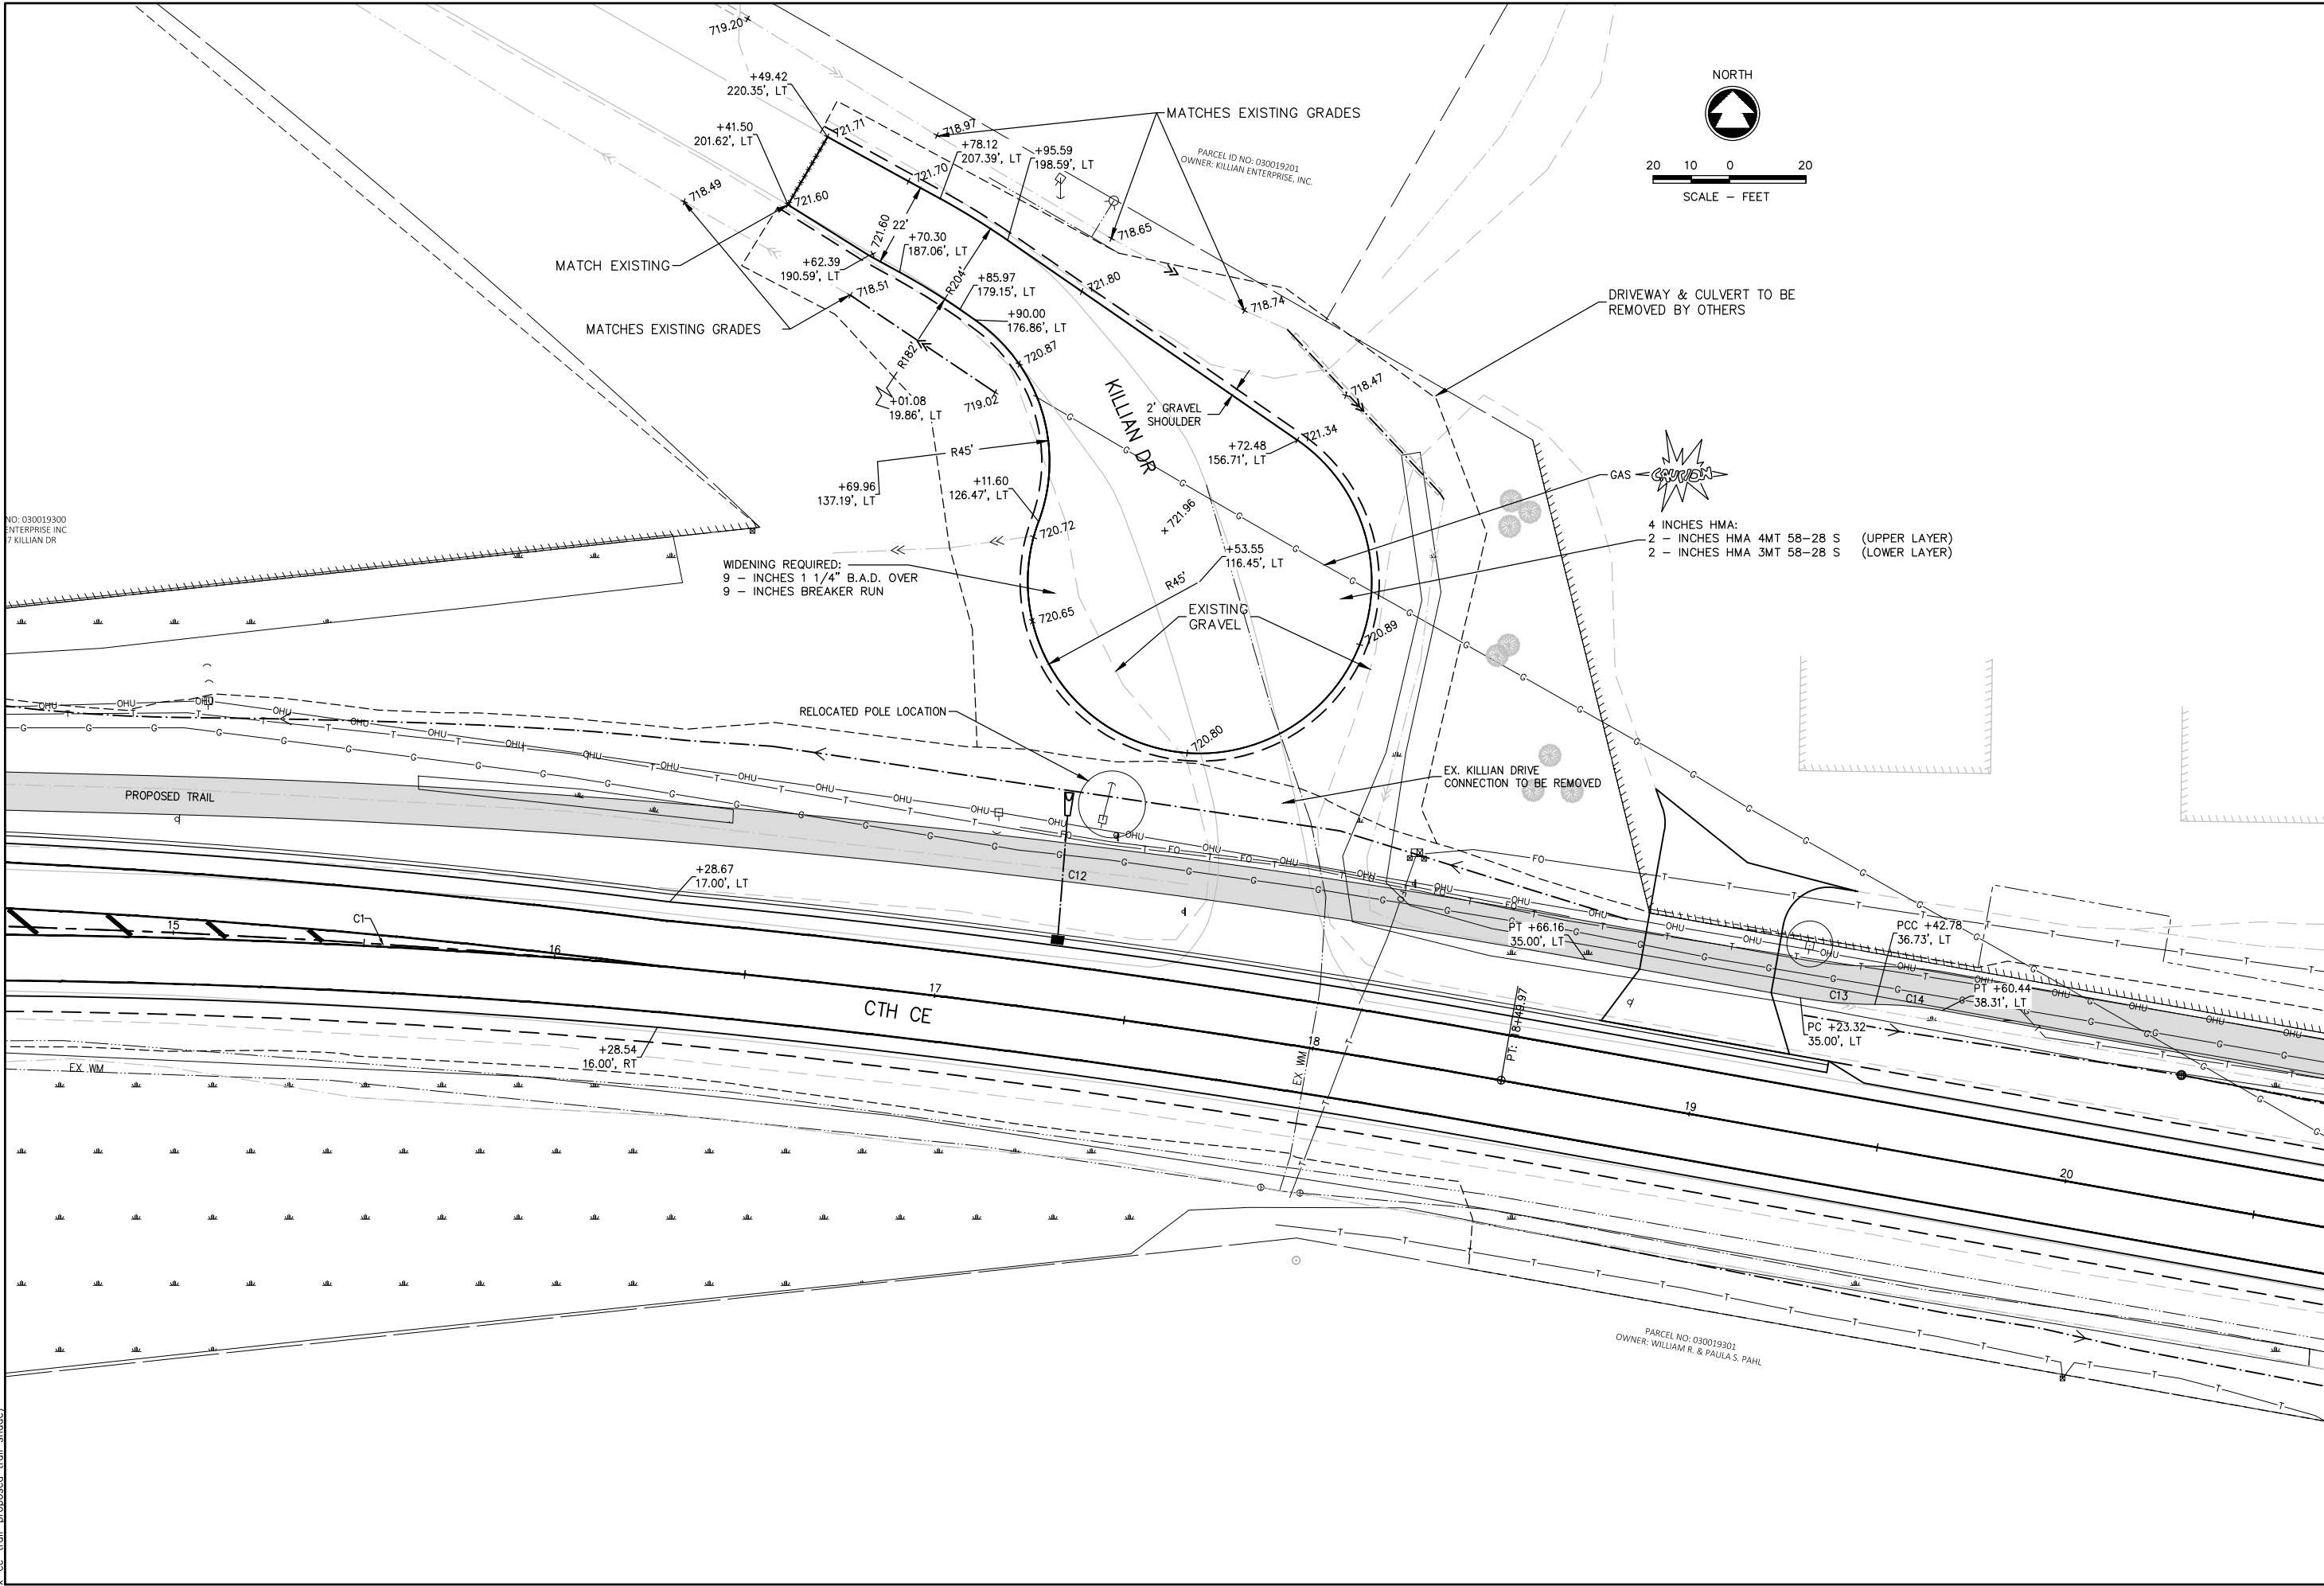 719.20
+49.42
220.35', LT
+41.50
201.62', LT
721.71
718.97
MATCHES EXISTING GRADES
+78.12
207.39', LT
+95.59
198.59', LT
PARCEL ID NO: 030019201
OWNER: KILLIAN ENTERPRISE, INC.
NORTH
20 10 0 20
SCALE – FEET
718.49
721.60
721.70
721.60
22'
+70.30
187.06', LT
718.65
MATCH EXISTING
+62.39
190.59', LT
R204'
718.51
+85.97
179.15', LT
721.80
718.74
DRIVEWAY & CULVERT TO BE
REMOVED BY OTHERS
MATCHES EXISTING GRADES
+90.00
176.86', LT
R182'
720.87
+01.08
19.86', LT
719.02
KILLIAN DR
2' GRAVEL
SHOULDER
718.47
721.34
+72.48
156.71', LT
R45'
+69.96
137.19', LT
+11.60
126.47', LT
GAS
CAUTION
721.96
720.72
4 INCHES HMA:
2 – INCHES HMA 4MT 58–28 S (UPPER LAYER)
2 – INCHES HMA 3MT 58–28 S (LOWER LAYER)
NO: 030019300
ENTERPRISE INC
7 KILLIAN DR
WIDENING REQUIRED:
9 – INCHES 1 1/4" B.A.D. OVER
9 – INCHES BREAKER RUN
+53.55
116.45', LT
R45'
EXISTING
GRAVEL
720.65
720.89
RELOCATED POLE LOCATION
720.80
EX. KILLIAN DRIVE
CONNECTION TO BE REMOVED
PROPOSED TRAIL
+28.67
17.00', LT
C12
C1
15
16
17
18
19
20
CTH CE
PT +66.16
35.00', LT
PT: 18+49.97
PCC +42.78
36.73', LT
C13
C14
PT +60.44
38.31', LT
PC +23.32
35.00', LT
+28.54
16.00', RT
EX WM
EX WM
PARCEL NO: 030019301
OWNER: WILLIAM R. & PAULA S. PAHL